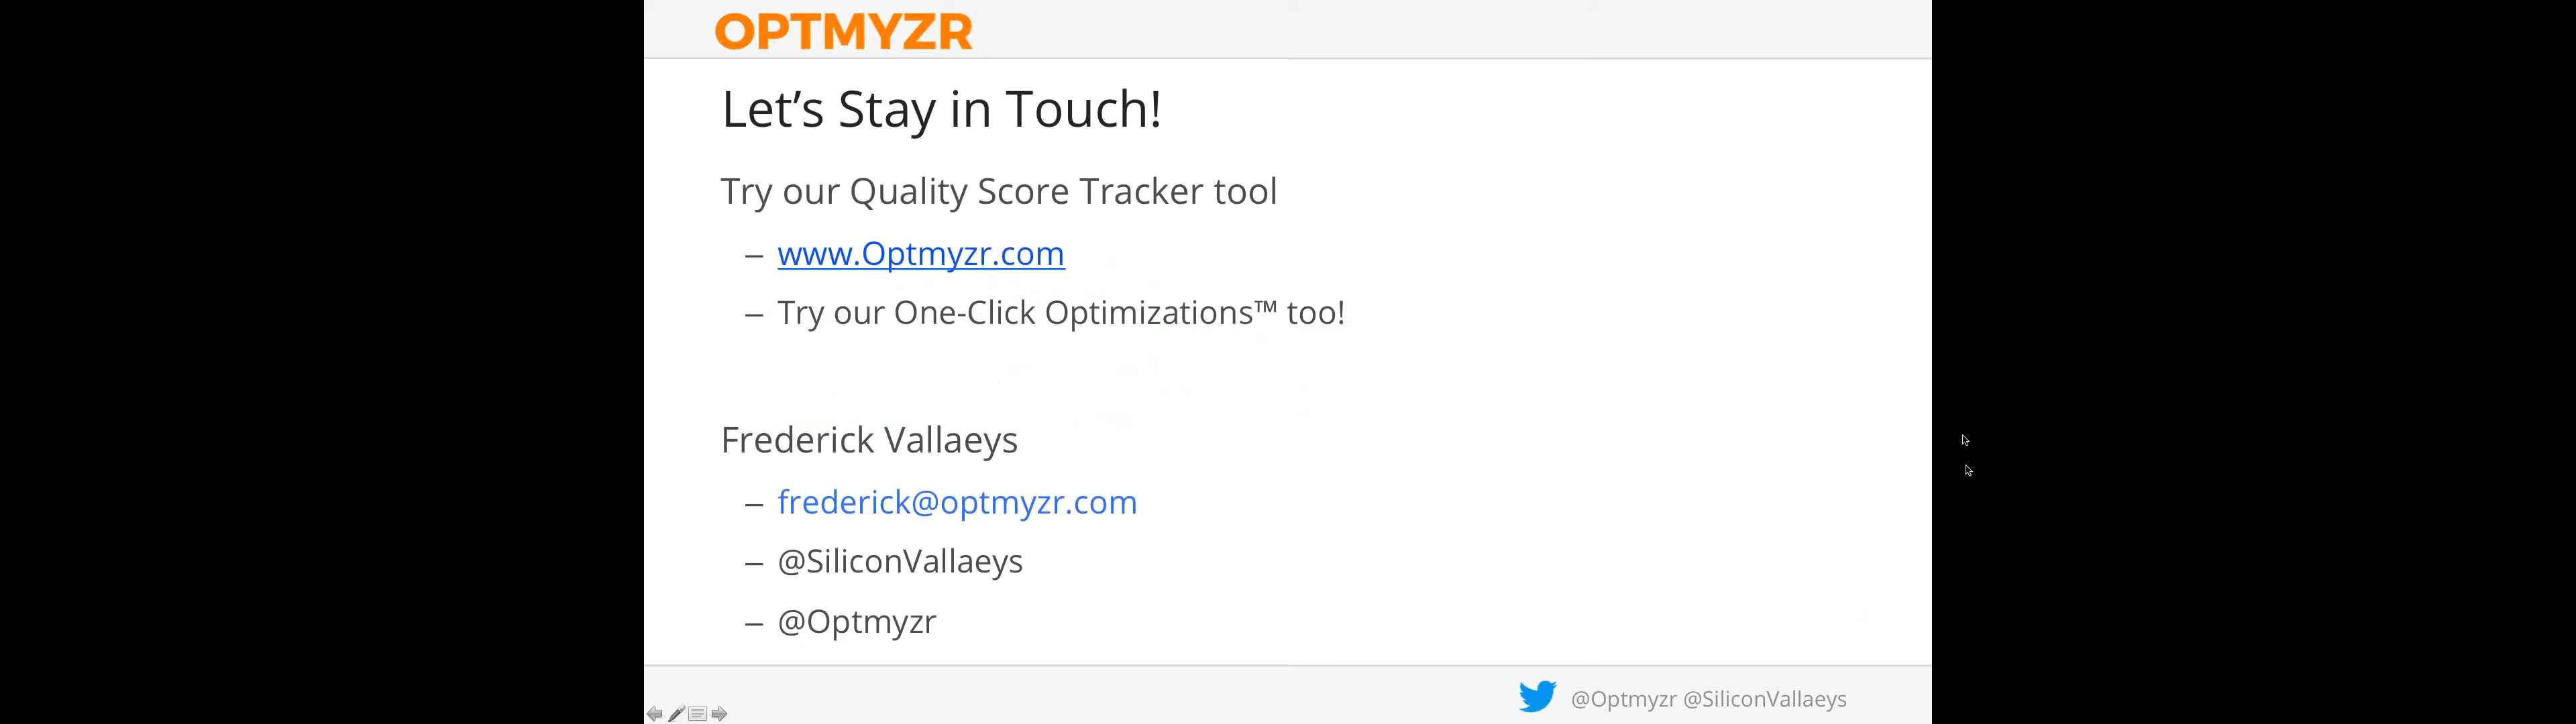 OPTMYZR
Let’s Stay in Touch!
Try our Quality Score Tracker tool
– www.Optmyzr.com
– Try our One-Click Optimizations™ too!
Frederick Vallaeys
– frederick@optmyzr.com
– @SiliconVallaeys
– @Optmyzr
@Optmyzr @SiliconVallaeys